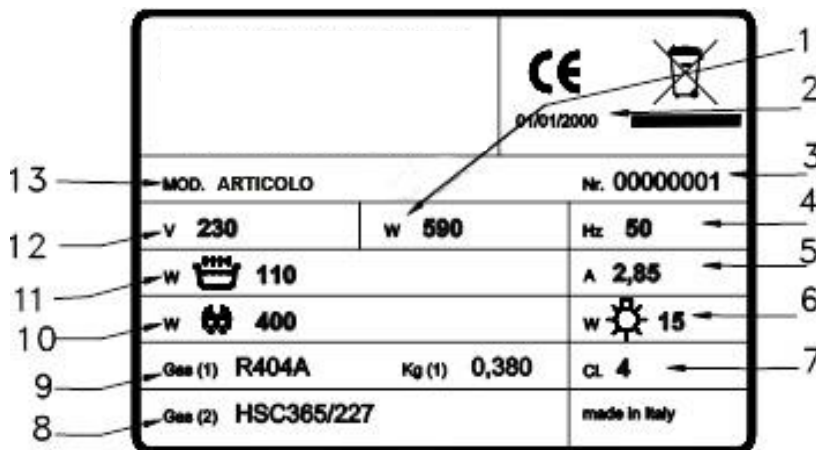 1
CE
2
01/01/2000
3
13
MOD. ARTICOLO
Nr. 00000001
4
12
V 230
W 590
Hz 50
5
11
W 110
A 2,85
6
10
W 400
W 15
7
9
Gas (1) R404A
Kg (1) 0,380
Cl. 4
8
Gas (2) HSC365/227
made in Italy